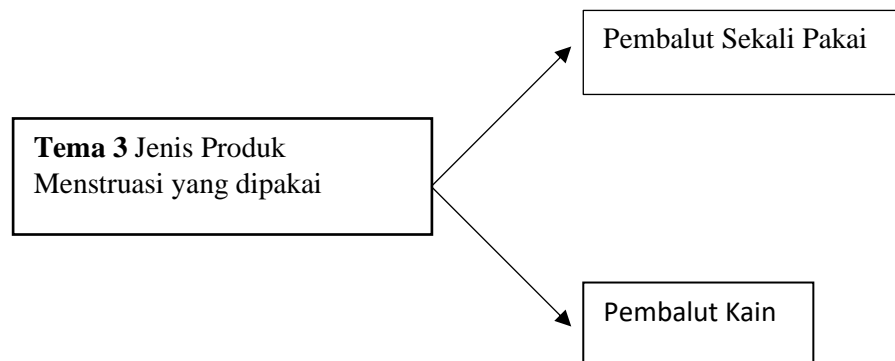 Pembalut Sekali Pakai
Tema 3 Jenis Produk
Menstruasi yang dipakai
Pembalut Kain